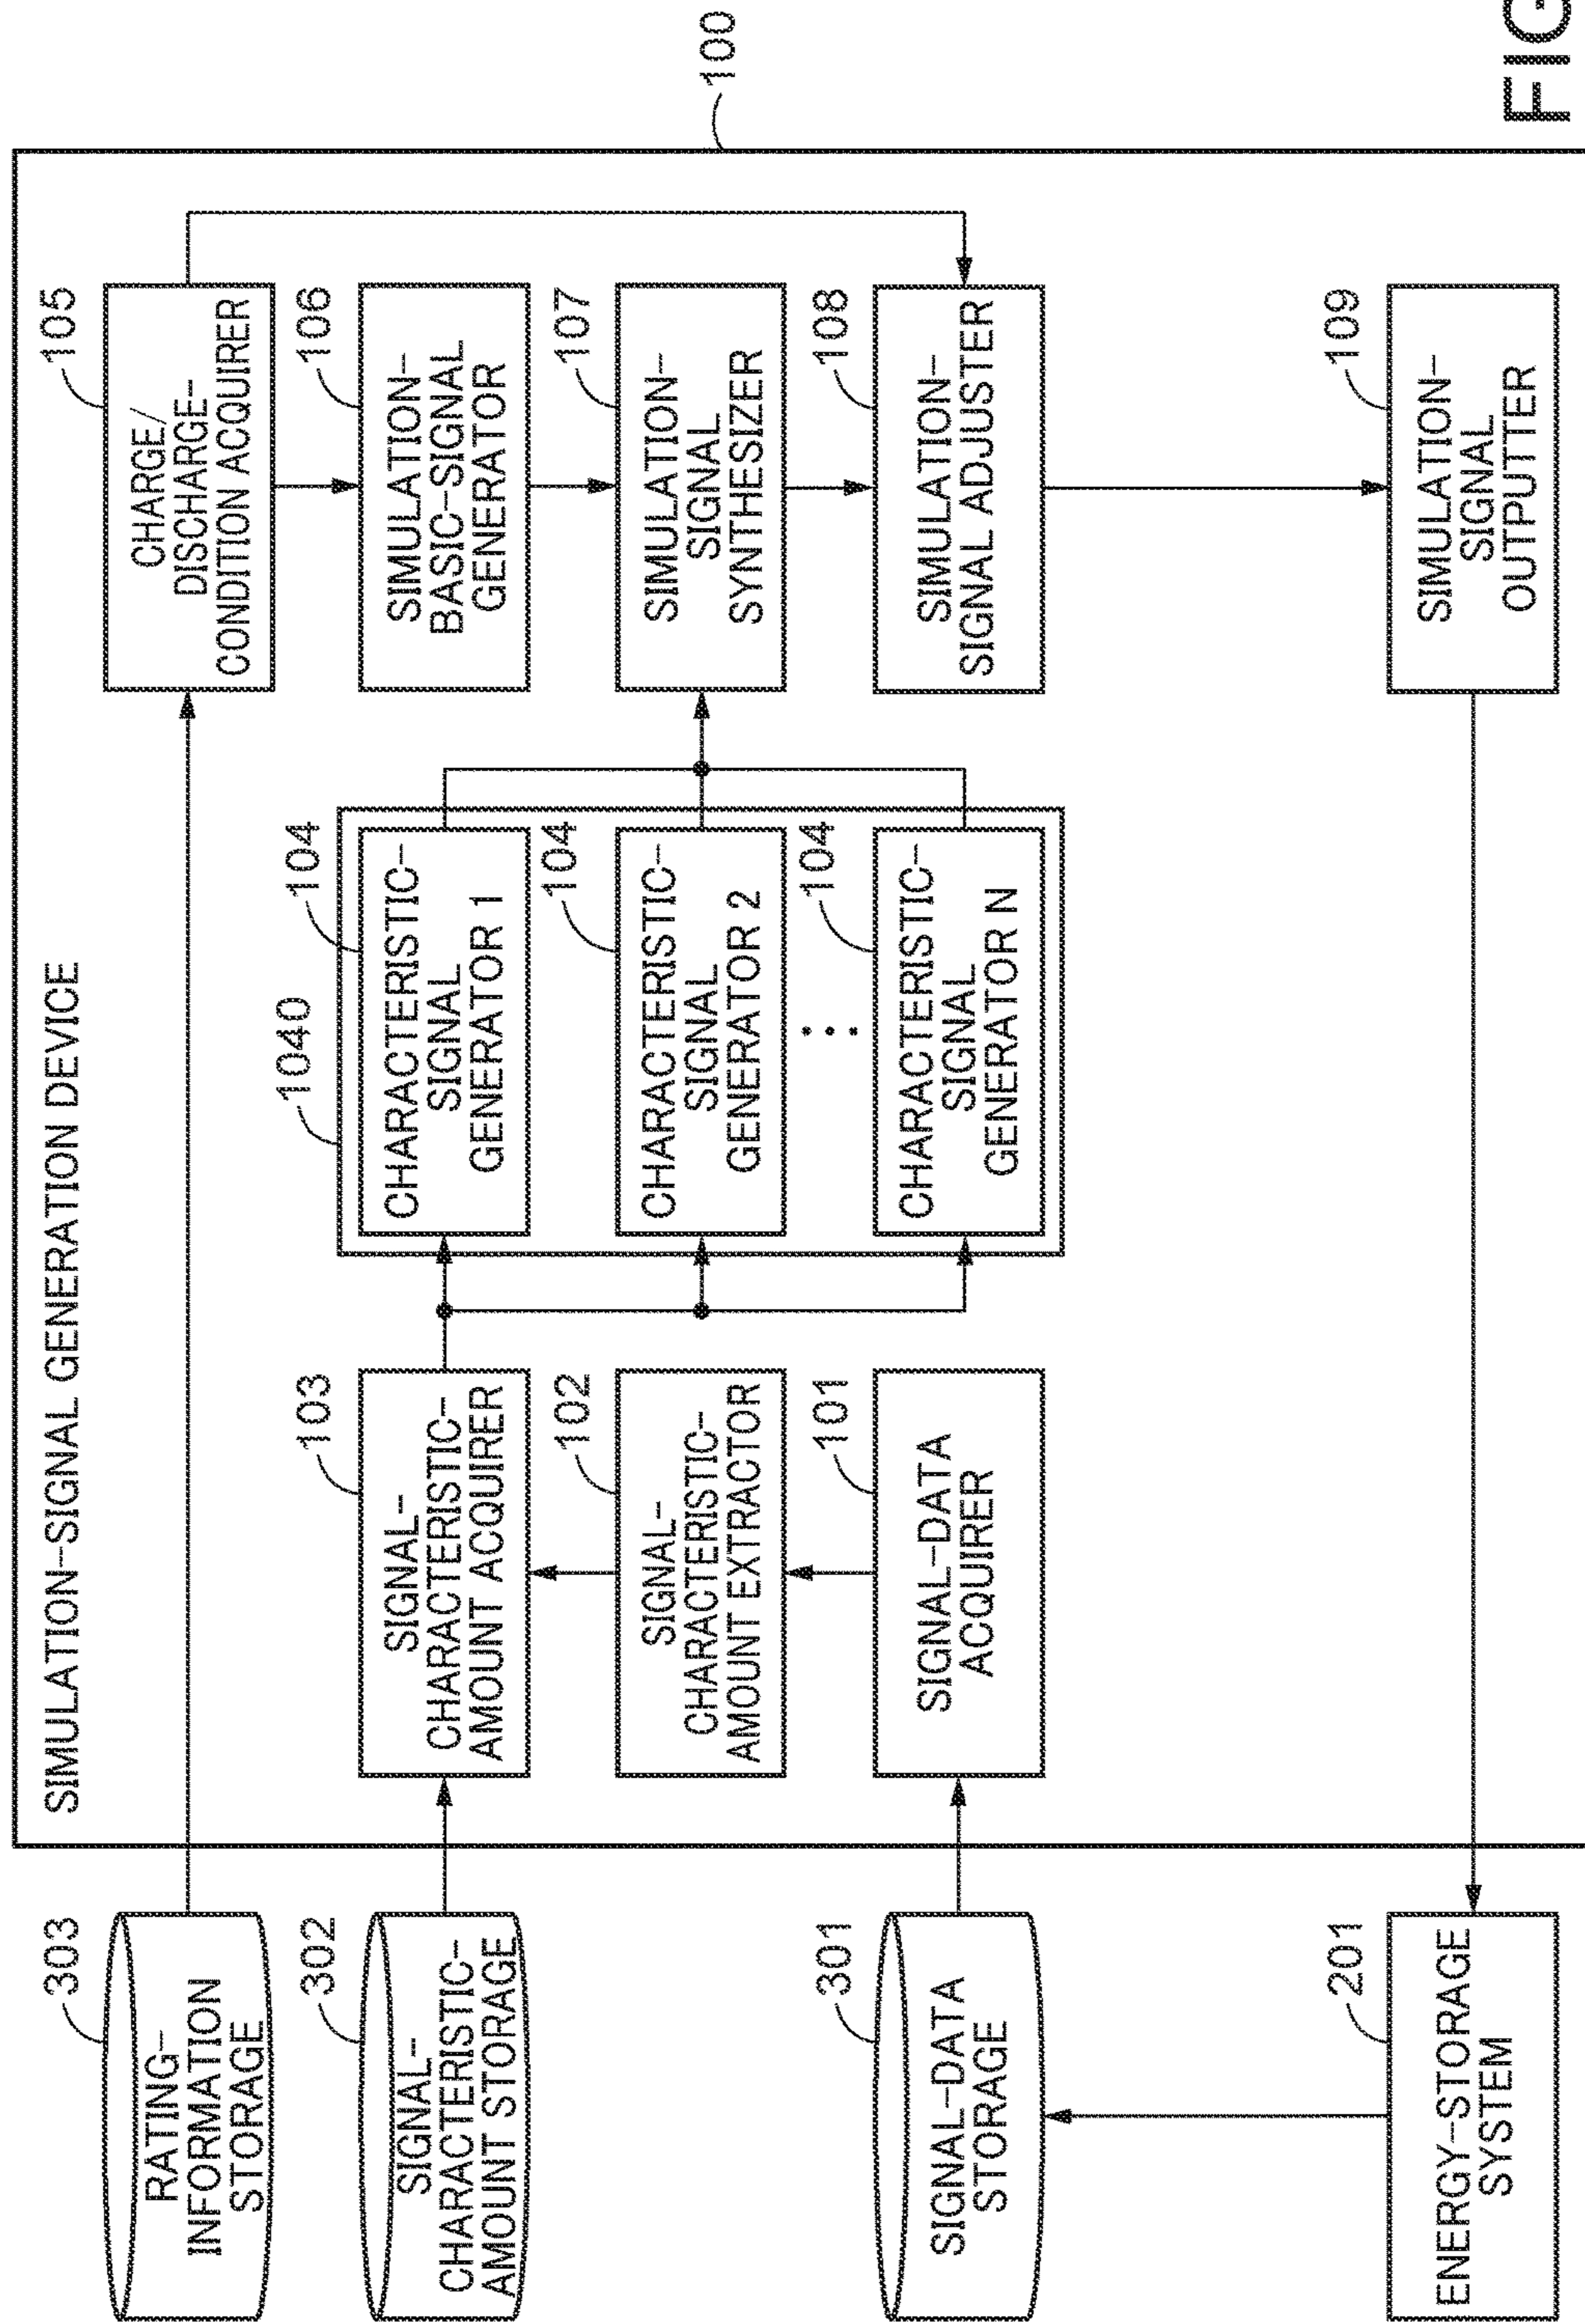 SIMULATION-SIGNAL GENERATION DEVICE
100
303
RATING-
INFORMATION
STORAGE
302
SIGNAL-
CHARACTERISTIC-
AMOUNT STORAGE
301
SIGNAL-DATA
STORAGE
201
ENERGY-STORAGE
SYSTEM
103
SIGNAL-
CHARACTERISTIC-
AMOUNT ACQUIRER
102
SIGNAL-
CHARACTERISTIC-
AMOUNT EXTRACTOR
101
SIGNAL-DATA
ACQUIRER
1040
104
CHARACTERISTIC-
SIGNAL
GENERATOR 1
104
CHARACTERISTIC-
SIGNAL
GENERATOR 2
104
CHARACTERISTIC-
SIGNAL
GENERATOR N
105
CHARGE/
DISCHARGE-
CONDITION ACQUIRER
106
SIMULATION-
BASIC-SIGNAL
GENERATOR
107
SIMULATION-
SIGNAL
SYNTHESIZER
108
SIMULATION-
SIGNAL ADJUSTER
109
SIMULATION-
SIGNAL
OUTPUTTER
FIG